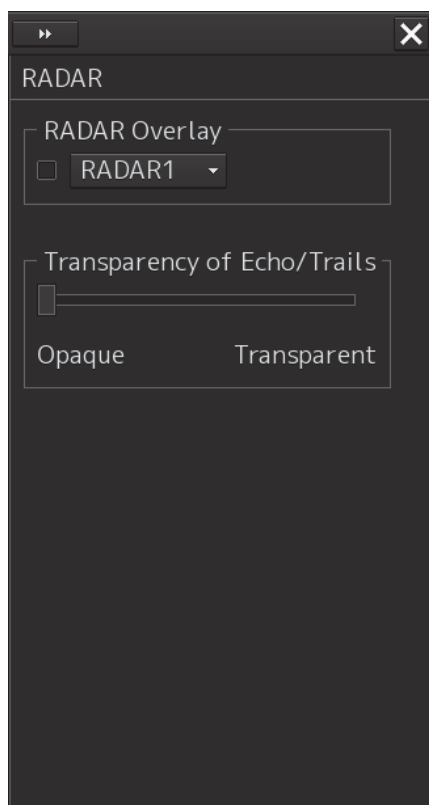 RADAR
RADAR Overlay
RADAR1
Transparency of Echo/Trails
Opaque Transparent